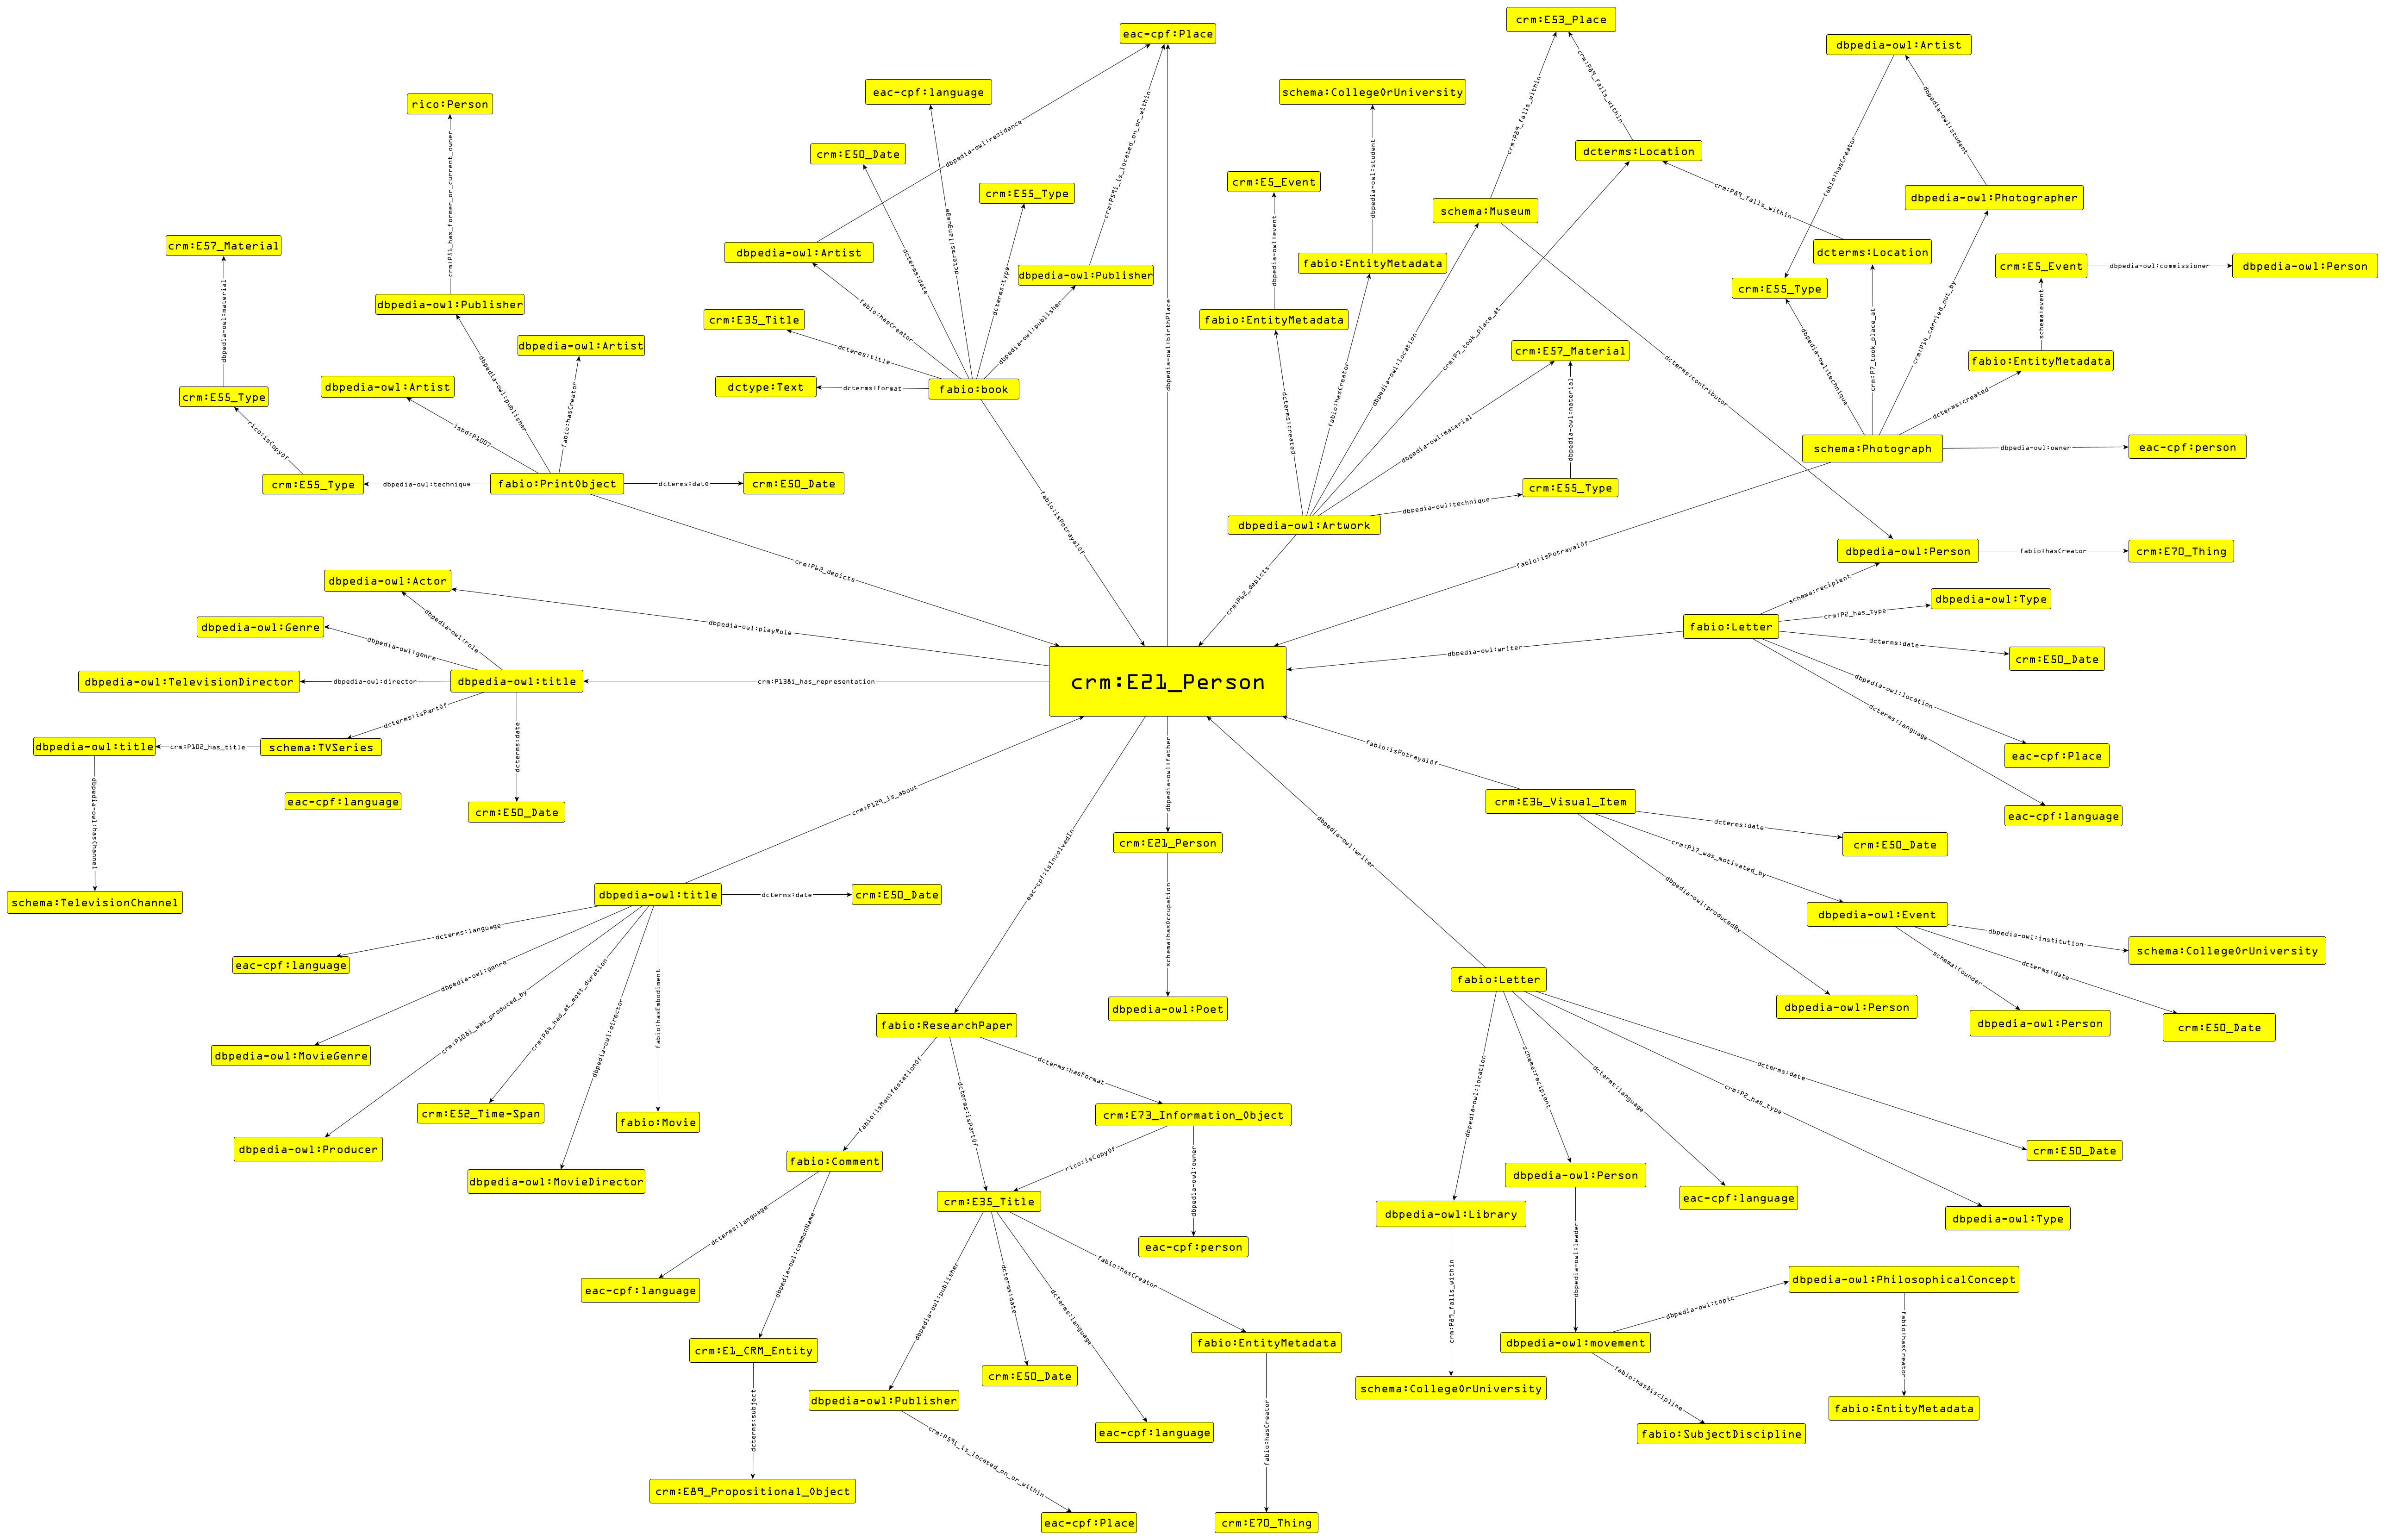 crm:E53_Place
eac-cpf:Place
dbpedia-owl:Artist
crm:P89_falls_within
crm:P89_falls_within
eac-cpf:language
schema:CollegeOrUniversity
rico:Person
dbpedia-owl:student
dbpedia-owl:residence
crm:P59i_is_located_on_or_within
crm:E50_Date
dcterms:Location
fabio:hasCreator
dbpedia-owl:student
crm:P51_has_former_or_current_owner
crm:E5_Event
crm:E55_Type
dbpedia-owl:Photographer
schema:Museum
crm:P89_falls_within
crm:E57_Material
dbpedia-owl:Artist
dcterms:language
dcterms:date
dcterms:type
dbpedia-owl:event
fabio:EntityMetadata
dcterms:Location
crm:E5_Event
dbpedia-owl:commissioner
dbpedia-owl:Person
dbpedia-owl:Publisher
crm:E55_Type
dbpedia-owl:Publisher
dbpedia-owl:material
crm:E35_Title
fabio:hasCreator
dbpedia-owl:publisher
dbpedia-owl:birthPlace
fabio:EntityMetadata
crm:P7_took_place_at
crm:P7_took_place_at
crm:P14_carried_out_by
schema:event
dbpedia-owl:Artist
dcterms:title
crm:E57_Material
dbpedia-owl:location
dcterms:contributor
dbpedia-owl:technique
fabio:EntityMetadata
dbpedia-owl:Artist
dctype:Text
dcterms:format
fabio:book
dbpedia-owl:publisher
crm:E55_Type
fabio:hasCreator
fabio:hasCreator
dcterms:created
dbpedia-owl:material
dbpedia-owl:material
dcterms:created
rico:isCopyOf
isbd:P1007
schema:Photograph
dbpedia-owl:owner
eac-cpf:person
crm:E55_Type
dbpedia-owl:technique
fabio:PrintObject
dcterms:date
crm:E50_Date
crm:E55_Type
dbpedia-owl:technique
fabio:isPotrayalOf
dbpedia-owl:Artwork
fabio:isPotrayalOf
dbpedia-owl:Person
fabio:hasCreator
crm:E70_Thing
crm:P62_depicts
crm:P62_depicts
dbpedia-owl:Actor
schema:recipient
dbpedia-owl:Type
crm:P2_has_type
dbpedia-owl:Genre
dbpedia-owl:role
dbpedia-owl:playRole
fabio:Letter
dbpedia-owl:genre
dbpedia-owl:writer
dcterms:date
crm:E50_Date
dbpedia-owl:TelevisionDirector
dbpedia-owl:director
dbpedia-owl:title
crm:P138i_has_representation
crm:E21_Person
dbpedia-owl:location
dcterms:isPartOf
dcterms:language
dbpedia-owl:title
crm:P102_has_title
schema:TVSeries
dcterms:date
fabio:isPotrayalOf
eac-cpf:Place
dbpedia-owl:father
eac-cpf:language
crm:E50_Date
crm:P129_is_about
crm:E36_Visual_Item
eac-cpf:language
dbpedia-owl:hasChannel
dcterms:date
crm:E21_Person
dbpedia-owl:writer
crm:E50_Date
crm:P17_was_motivated_by
schema:TelevisionChannel
dbpedia-owl:title
dcterms:date
crm:E50_Date
eac-cpf:isInvolvedIn
schema:hasOccupation
dbpedia-owl:producedBy
dbpedia-owl:Event
dbpedia-owl:institution
schema:CollegeOrUniversity
dcterms:language
eac-cpf:language
dbpedia-owl:genre
schema:founder
dcterms:date
fabio:Letter
dbpedia-owl:Poet
dbpedia-owl:Person
dbpedia-owl:Person
crm:E50_Date
crm:P108i_was_produced_by
crm:P84_had_at_most_duration
dbpedia-owl:director
fabio:hasEmbodiment
fabio:ResearchPaper
dbpedia-owl:MovieGenre
dcterms:hasFormat
dbpedia-owl:location
schema:recipient
dcterms:language
crm:P2_has_type
dcterms:date
crm:E52_Time-Span
fabio:Movie
fabio:isManifestationOf
dcterms:isPartOf
crm:E73_Information_Object
dbpedia-owl:Producer
fabio:Comment
rico:isCopyOf
crm:E50_Date
dbpedia-owl:MovieDirector
dbpedia-owl:owner
dbpedia-owl:Person
eac-cpf:language
crm:E35_Title
dbpedia-owl:Library
dbpedia-owl:Type
dcterms:language
dbpedia-owl:commonName
eac-cpf:person
dbpedia-owl:leader
eac-cpf:language
dbpedia-owl:publisher
dcterms:date
dcterms:language
fabio:hasCreator
crm:P89_falls_within
dbpedia-owl:topic
dbpedia-owl:PhilosophicalConcept
crm:E1_CRM_Entity
fabio:EntityMetadata
dbpedia-owl:movement
fabio:hasCreator
crm:E50_Date
schema:CollegeOrUniversity
fabio:hasDiscipline
dbpedia-owl:Publisher
fabio:EntityMetadata
dcterms:subject
eac-cpf:language
fabio:hasCreator
fabio:SubjectDiscipline
crm:P59i_is_located_on_or_within
crm:E89_Propositional_Object
eac-cpf:Place
crm:E70_Thing